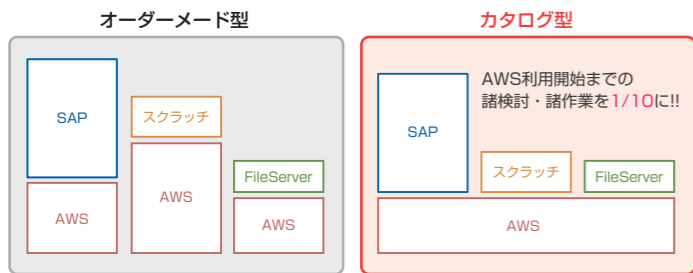 オーダーメード型
SAP
スクラッチ
AWS
FileServer
AWS
AWS
カタログ型
AWS利用開始までの
諸検討・諸作業を1/10に!!
SAP
スクラッチ
FileServer
AWS